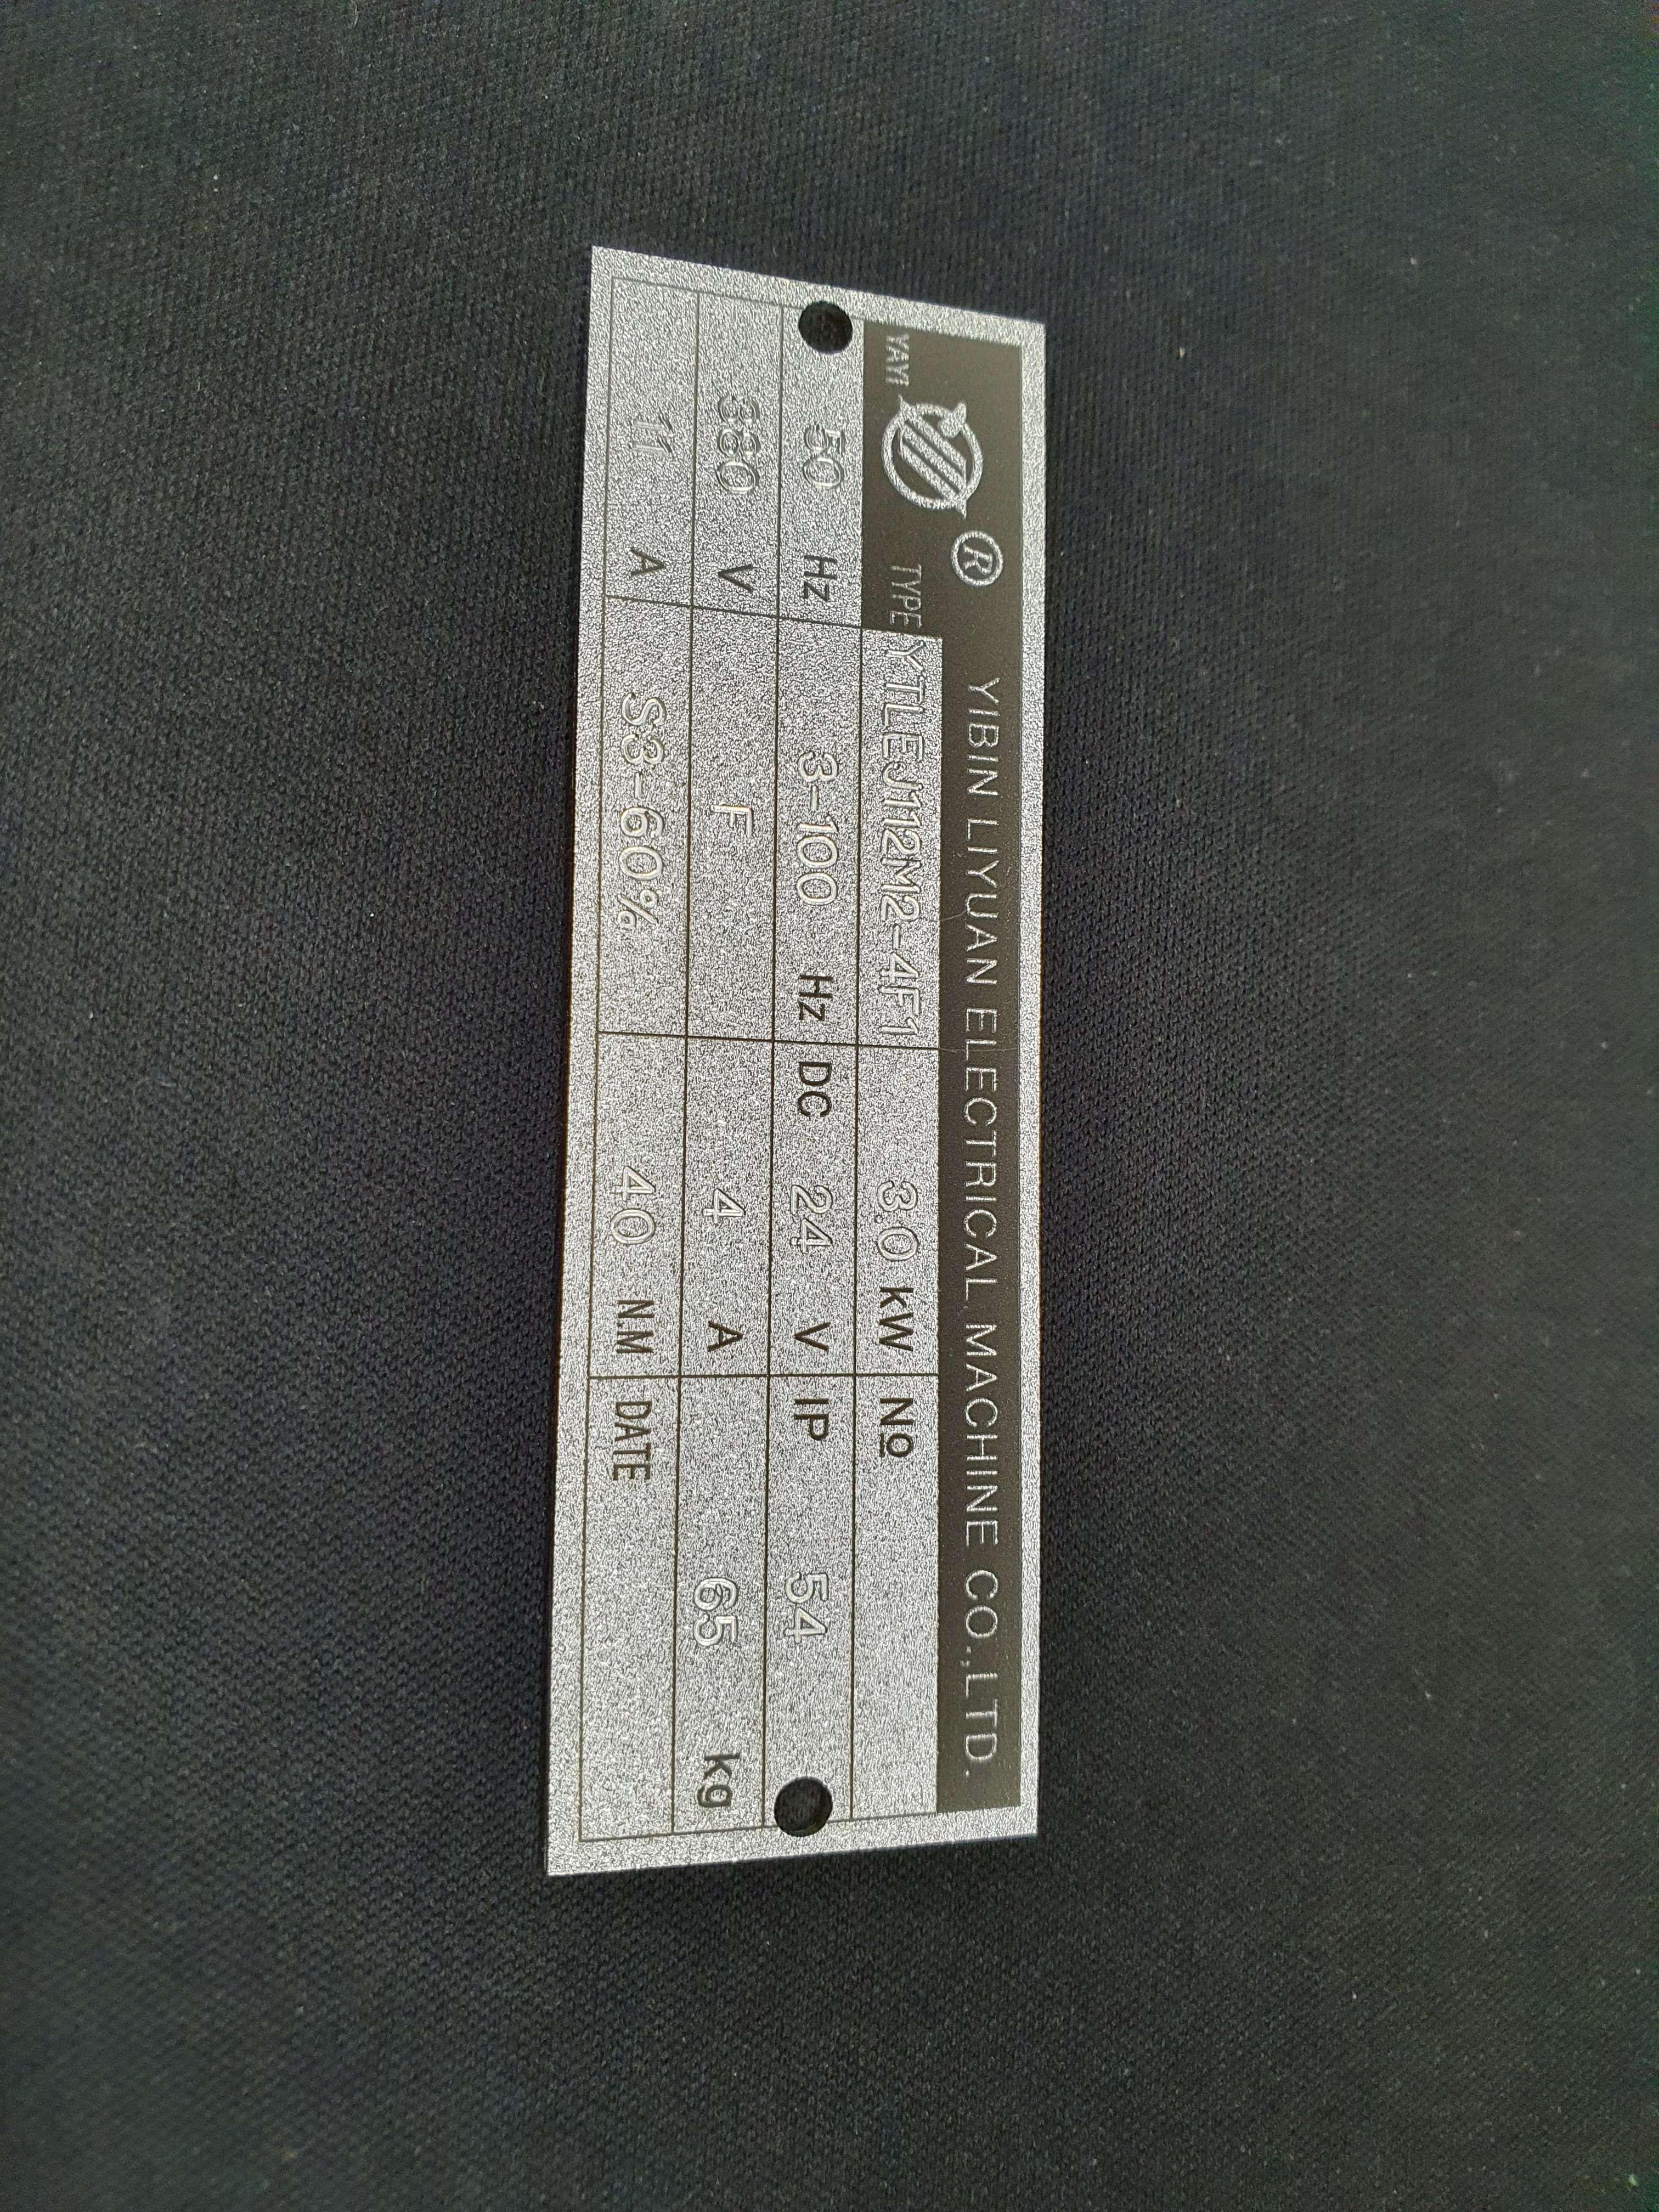 YIBIN LIYUAN ELECTRICAL MACHINE CO.,LTD.
YAYI ® TYPE YTLEJ112M2-4F1 3.0 kW Nº
50 Hz 3-100 Hz DC 24 V IP 54
380 V F 4 A 65 kg
11 A S3-60% 40 N.M DATE